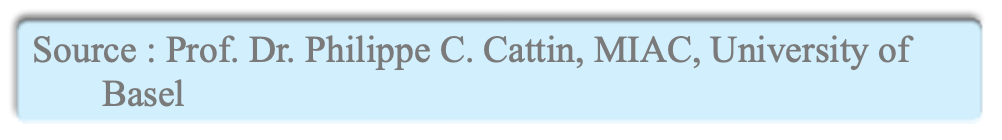 Source : Prof. Dr. Philippe C. Cattin, MIAC, University of
Basel